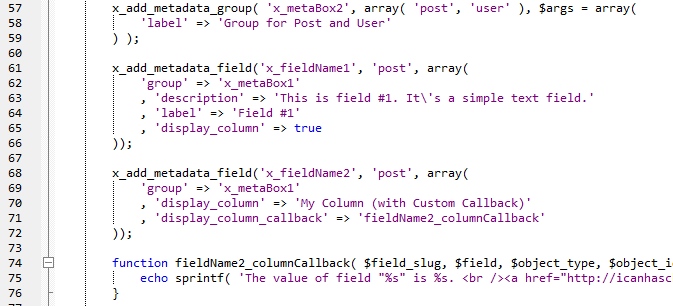 57 x_add_metadata_group( 'x_metaBox2', array( 'post', 'user' ), $args = array(
58 'label' => 'Group for Post and User'
59 ) );
60
61 x_add_metadata_field('x_fieldName1', 'post', array(
62 'group' => 'x_metaBox1'
63 , 'description' => 'This is field #1. It\'s a simple text field.'
64 , 'label' => 'Field #1'
65 , 'display_column' => true
66 ));
67
68 x_add_metadata_field('x_fieldName2', 'post', array(
69 'group' => 'x_metaBox1'
70 , 'display_column' => 'My Column (with Custom Callback)'
71 , 'display_column_callback' => 'fieldName2_columnCallback'
72 ));
73
74 function fieldName2_columnCallback( $field_slug, $field, $object_type, $object_i
75 echo sprintf( 'The value of field "%s" is %s. <br /><a href="http://icanhasc
76 }